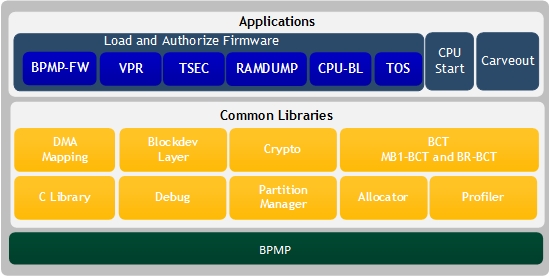 Applications
Load and Authorize Firmware
BPMP-FW
VPR
TSEC
RAMDUMP
CPU-BL
TOS
CPU
Start
Carveout
Common Libraries
DMA
Mapping
Blockdev
Layer
Crypto
BCT
MB1-BCT and BR-BCT
C Library
Debug
Partition
Manager
Allocator
Profiler
BPMP